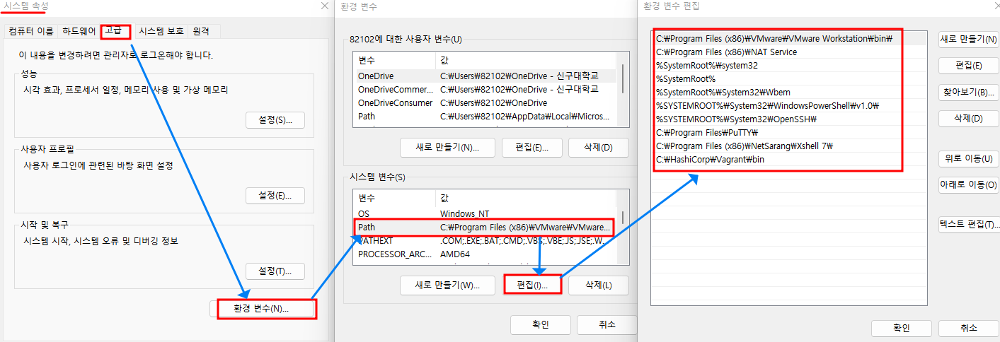 시스템 속성
컴퓨터 이름 하드웨어 고급 시스템 보호 원격
이 내용을 변경하려면 관리자로 로그온해야 합니다.
성능
시각 효과, 프로세서 일정, 메모리 사용 및 가상 메모리
설정(S)...
사용자 프로필
사용자 로그인에 관련된 바탕 화면 설정
설정(E)...
시작 및 복구
시스템 시작, 시스템 오류 및 디버깅 정보
설정(T)...
환경 변수(N)...
환경 변수
82102에 대한 사용자 변수(U)
변수 값
OneDrive C:₩Users₩82102₩OneDrive - 신구대학교
OneDriveCommer... C:₩Users₩82102₩OneDrive - 신구대학교
OneDriveConsumer C:₩Users₩82102₩OneDrive
Path C:₩Users₩82102₩AppData₩Local₩Micros...
새로 만들기(N)... 편집(E)... 삭제(D)
시스템 변수(S)
변수 값
OS Windows_NT
Path C:₩Program Files (x86)₩VMware₩VMware...
PATHEXT .COM;.EXE;.BAT;.CMD;.VBS;.VBE;.JS;.JSE;.W...
PROCESSOR_ARC... AMD64
새로 만들기(W)... 편집(I)... 삭제(L)
확인 취소
환경 변수 편집
C:₩Program Files (x86)₩VMware₩VMware Workstation₩bin₩
C:₩Program Files (x86)₩NAT Service
%SystemRoot%₩system32
%SystemRoot%
%SystemRoot%₩System32₩Wbem
%SYSTEMROOT%₩System32₩WindowsPowerShell₩v1.0₩
%SYSTEMROOT%₩System32₩OpenSSH₩
C:₩Program Files₩PuTTY₩
C:₩Program Files (x86)₩NetSarang₩Xshell 7₩
C:₩HashiCorp₩Vagrant₩bin
새로 만들기(N)
편집(E)
찾아보기(B)...
삭제(D)
위로 이동(U)
아래로 이동(O)
텍스트 편집(T)...
확인 취소